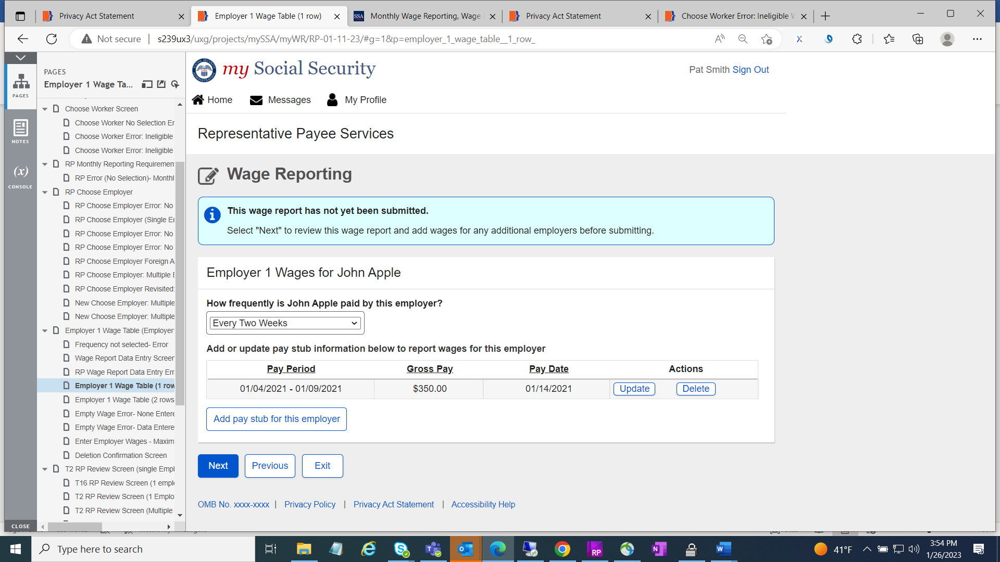 Privacy Act Statement
Employer 1 Wage Table (1 row)
SSA
Monthly Wage Reporting, Wage
Privacy Act Statement
Choose Worker Error: Ineligible
Not secure
s239ux3/uxg/projects/mySSA/myWR/RP-01-11-23/#g=1&p=employer_1_wage_table__1_row_
PAGES
NOTES
(x)
CONSOLE
CLOSE
PAGES
Employer 1 Wage Ta...
Choose Worker Screen
Choose Worker No Selection Er
Choose Worker Error: Ineligible
Choose Worker Error: Ineligible
RP Monthly Reporting Requiremen
RP Error (No Selection)- Monthl
RP Choose Employer
RP Choose Employer Error: No
RP Choose Employer (Single Er
RP Choose Employer Error: No
RP Choose Employer Error: No
RP Choose Employer Foreign A
RP Choose Employer: Multiple E
RP Choose Employer Revisited:
New Choose Employer: Multiple
New Choose Employer: Multiple
Employer 1 Wage Table (Employer
Frequency not selected- Error
Wage Report Data Entry Screen
RP Wage Report Data Entry Err
Employer 1 Wage Table (1 row
Employer 1 Wage Table (2 rows
Empty Wage Error- None Entere
Empty Wage Error- Data Entere
Enter Employer Wages - Maxim
Deletion Confirmation Screen
T2 RP Review Screen (single Empl
T16 RP Review Screen (1 emplo
T2 RP Review Screen (1 Emplo
T2 RP Review Screen (Multiple
my Social Security
Pat Smith Sign Out
Home
Messages
My Profile
Representative Payee Services
Wage Reporting
This wage report has not yet been submitted.
Select "Next" to review this wage report and add wages for any additional employers before submitting.
Employer 1 Wages for John Apple
How frequently is John Apple paid by this employer?
Every Two Weeks
Add or update pay stub information below to report wages for this employer
Pay Period Gross Pay Pay Date Actions
01/04/2021 - 01/09/2021 $350.00 01/14/2021 Update Delete
Add pay stub for this employer
Next Previous Exit
OMB No. xxxx-xxxx | Privacy Policy | Privacy Act Statement | Accessibility Help
Type here to search
RP
41°F
3:54 PM
1/26/2023